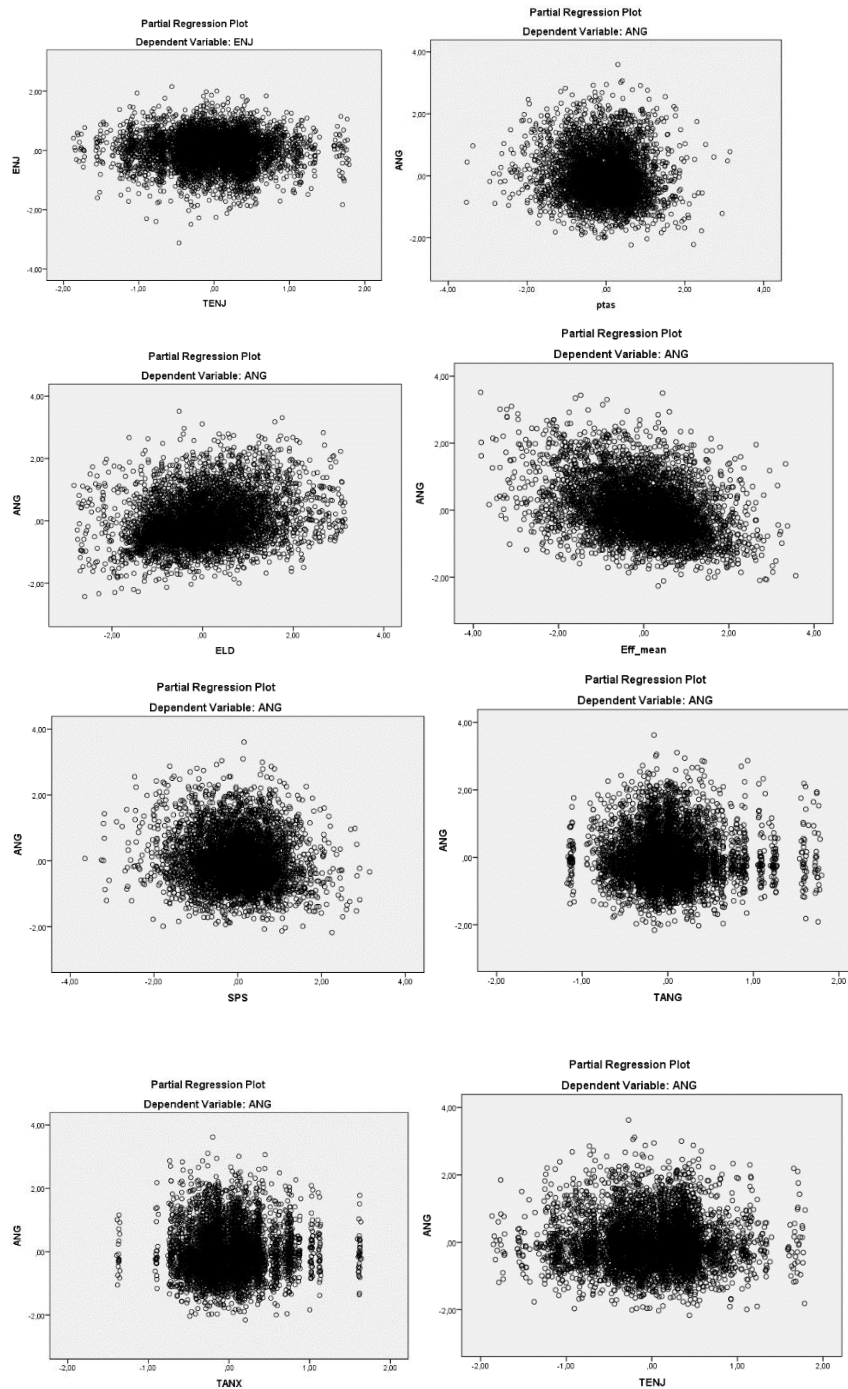 Partial Regression Plot
Dependent Variable: ENJ
2,00
,00
-2,00
-4,00
ENJ
-2,00 -1,00 ,00 1,00 2,00
TENJ
Partial Regression Plot
Dependent Variable: ANG
4,00
2,00
,00
-2,00
ANG
-4,00 -2,00 ,00 2,00 4,00
ptas
Partial Regression Plot
Dependent Variable: ANG
4,00
2,00
,00
-2,00
ANG
-2,00 ,00 2,00 4,00
ELD
Partial Regression Plot
Dependent Variable: ANG
4,00
2,00
,00
-2,00
ANG
-4,00 -2,00 ,00 2,00 4,00
Eff_mean
Partial Regression Plot
Dependent Variable: ANG
4,00
2,00
,00
-2,00
ANG
-4,00 -2,00 ,00 2,00 4,00
SPS
Partial Regression Plot
Dependent Variable: ANG
4,00
2,00
,00
-2,00
ANG
-2,00 -1,00 ,00 1,00 2,00
TANG
Partial Regression Plot
Dependent Variable: ANG
4,00
2,00
,00
-2,00
ANG
-2,00 -1,00 ,00 1,00 2,00
TANX
Partial Regression Plot
Dependent Variable: ANG
4,00
2,00
,00
-2,00
ANG
-2,00 -1,00 ,00 1,00 2,00
TENJ